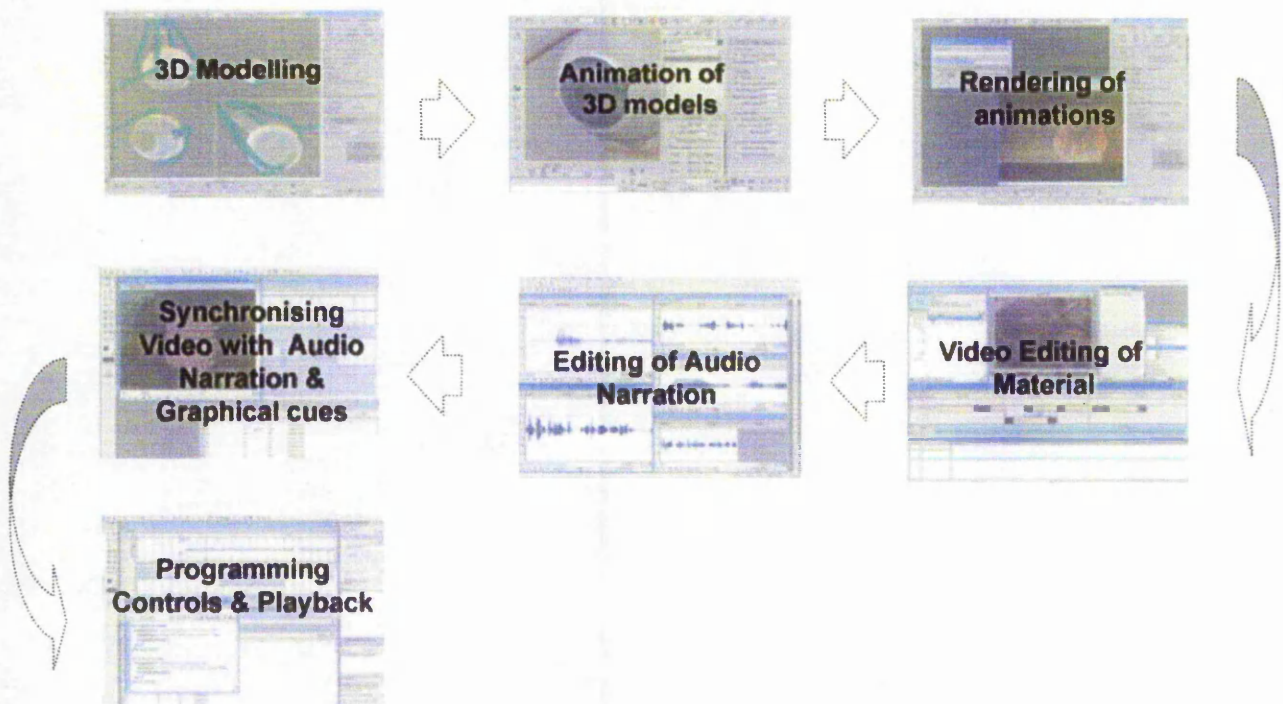 3D Modelling
Animation of
3D models
Rendering of
animations
Video Editing of
Material
Editing of Audio
Narration
Synchronising
Video with Audio
Narration &
Graphical cues
Programming
Controls & Playback